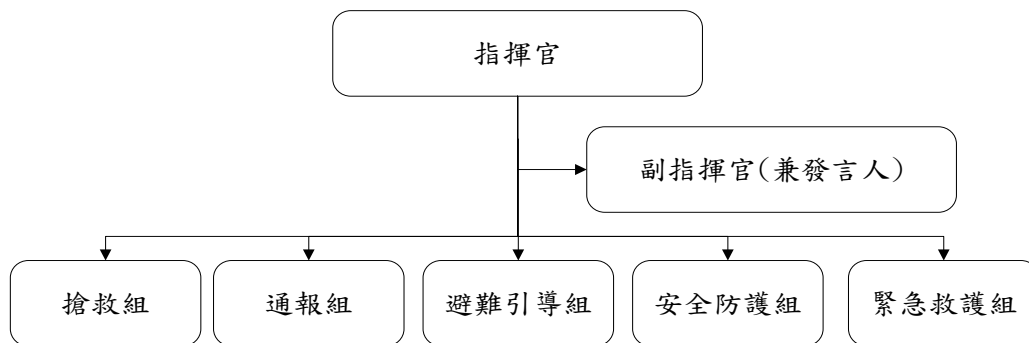 指揮官
副指揮官(兼發言人)
搶救組
通報組
避難引導組
安全防護組
緊急救護組